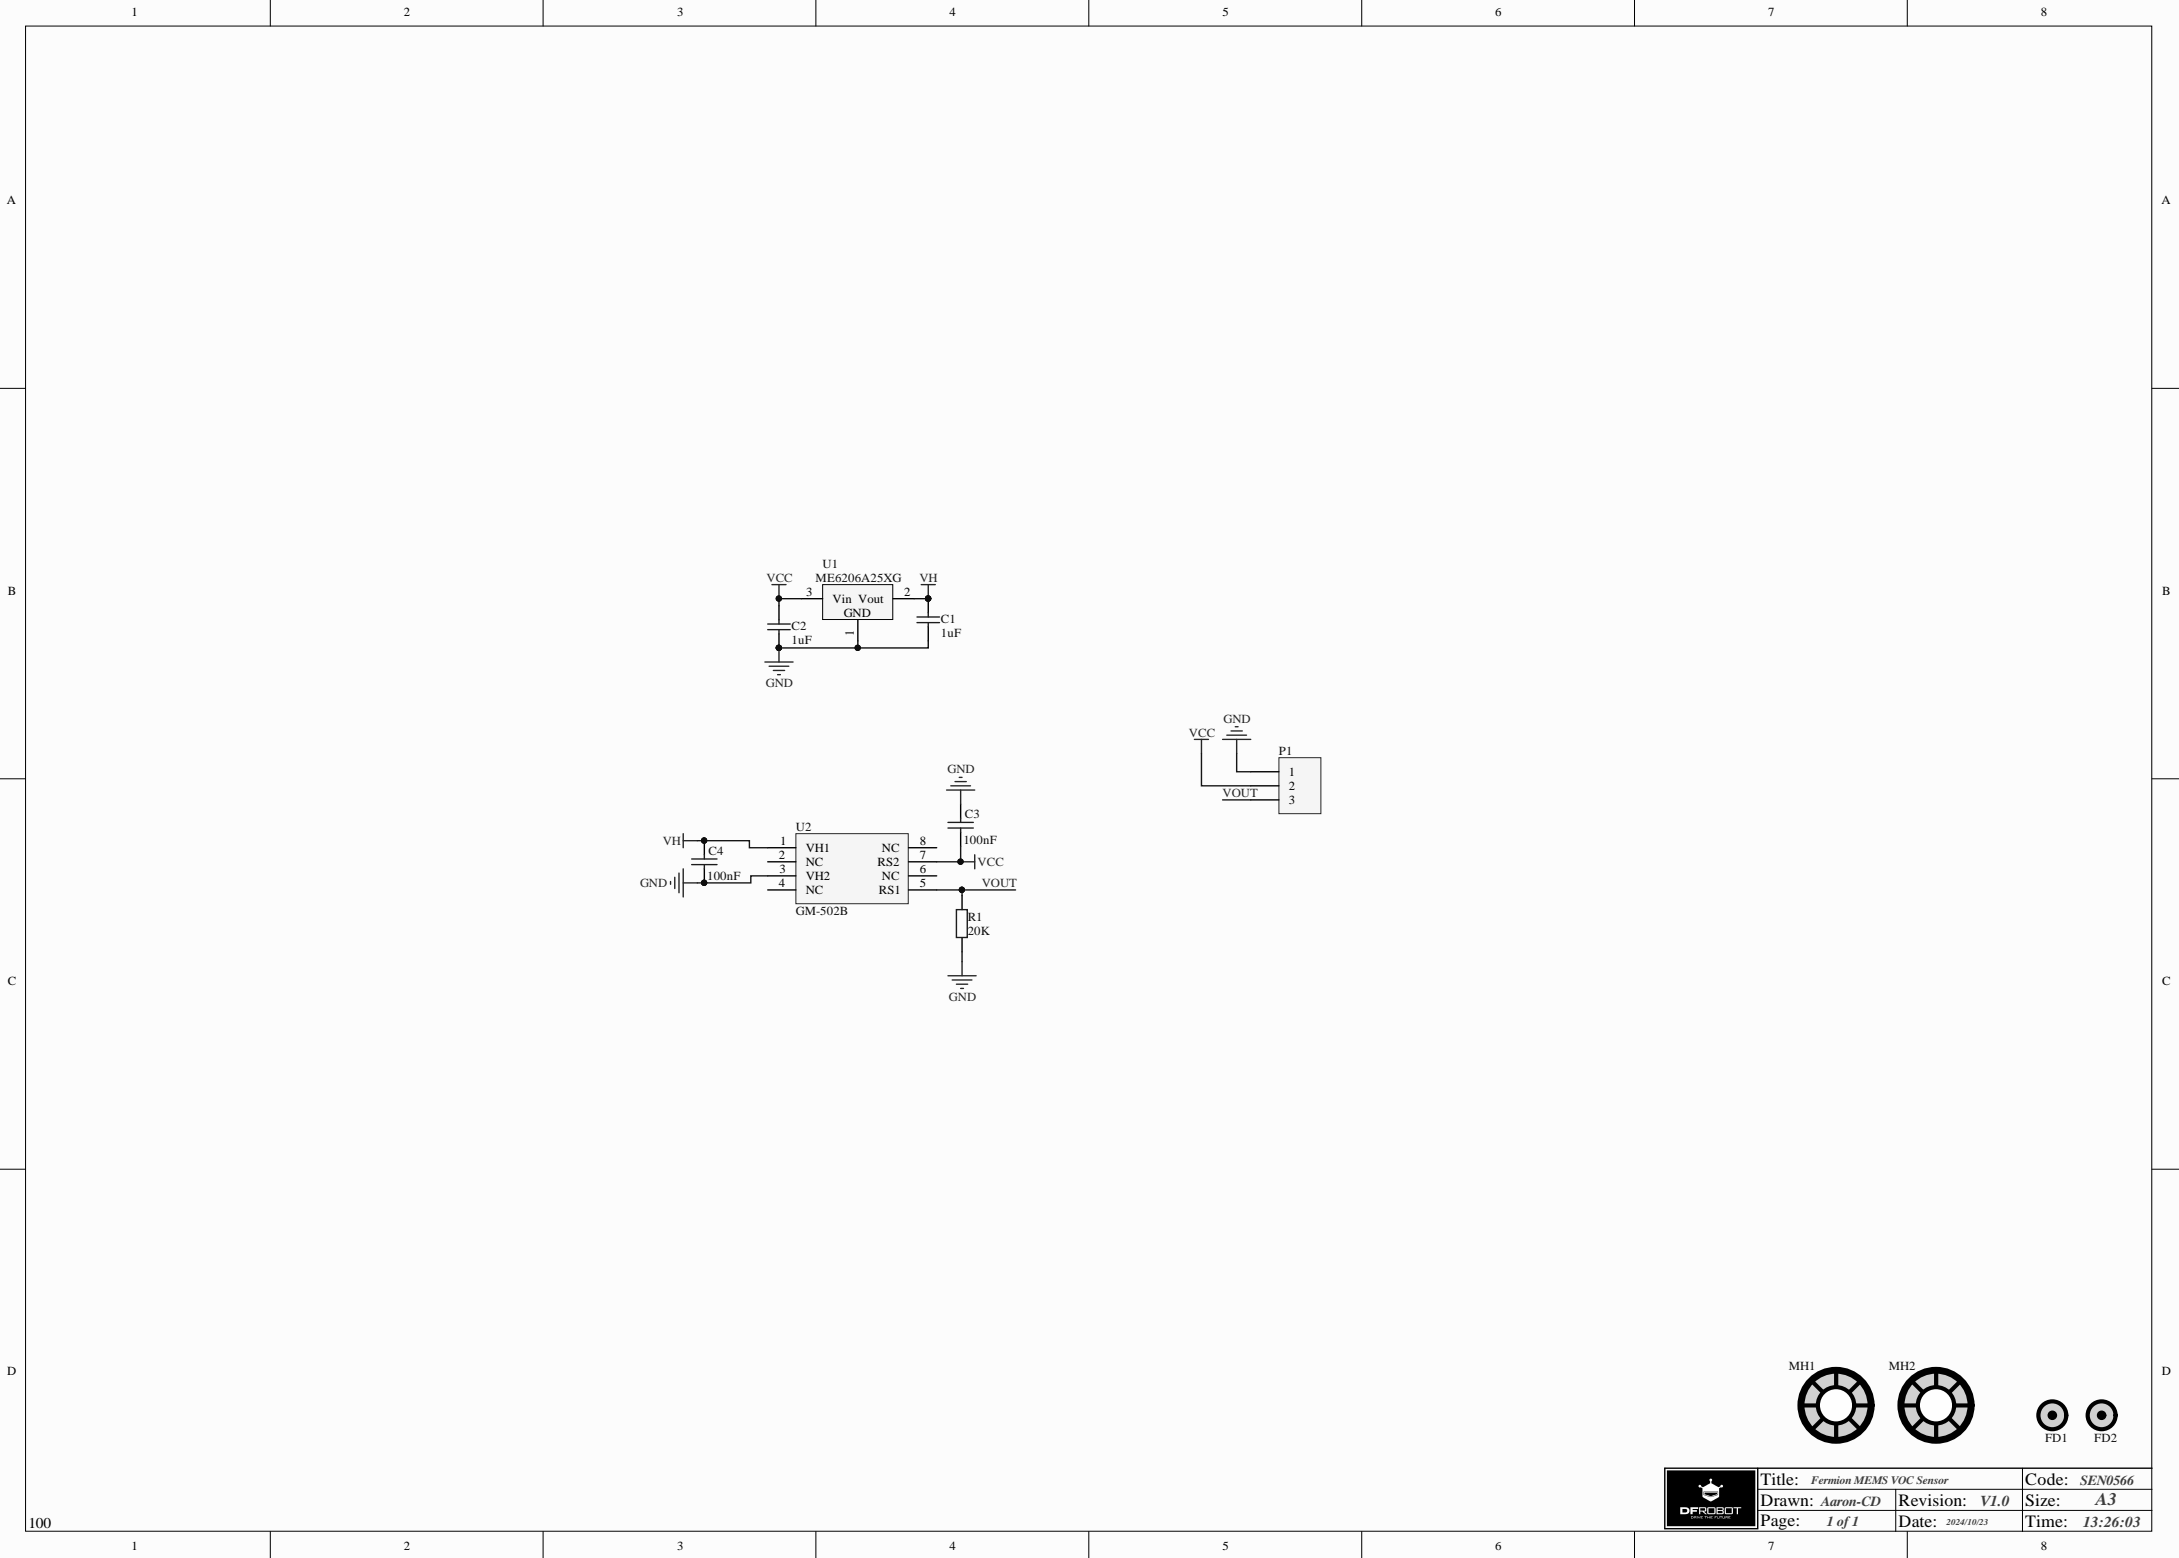 1 2 3 4 5 6 7 8
A A
U1
VCC ME6206A25XG VH
B B
3 Vin Vout 2
GND
C2 C1
1uF 1 1uF
GND
GND
VCC
P1
GND
1
2
VOUT 3
C3
U2
VH 1 VH1 NC 8 100nF
C4 2 NC RS2 7 VCC
GND 100nF 3 VH2 NC 6
4 NC RS1 5 VOUT
GM-502B
R1
20K
C C
GND
MH1 MH2
D D
FD1 FD2
Title: Fermion MEMS VOC Sensor Code: SEN0566
DFROBOT
DRIVE THE FUTURE
Drawn: Aaron-CD Revision: V1.0 Size: A3
Page: 1 of 1 Date: 2024/10/23 Time: 13:26:03
100
1 2 3 4 5 6 7 8